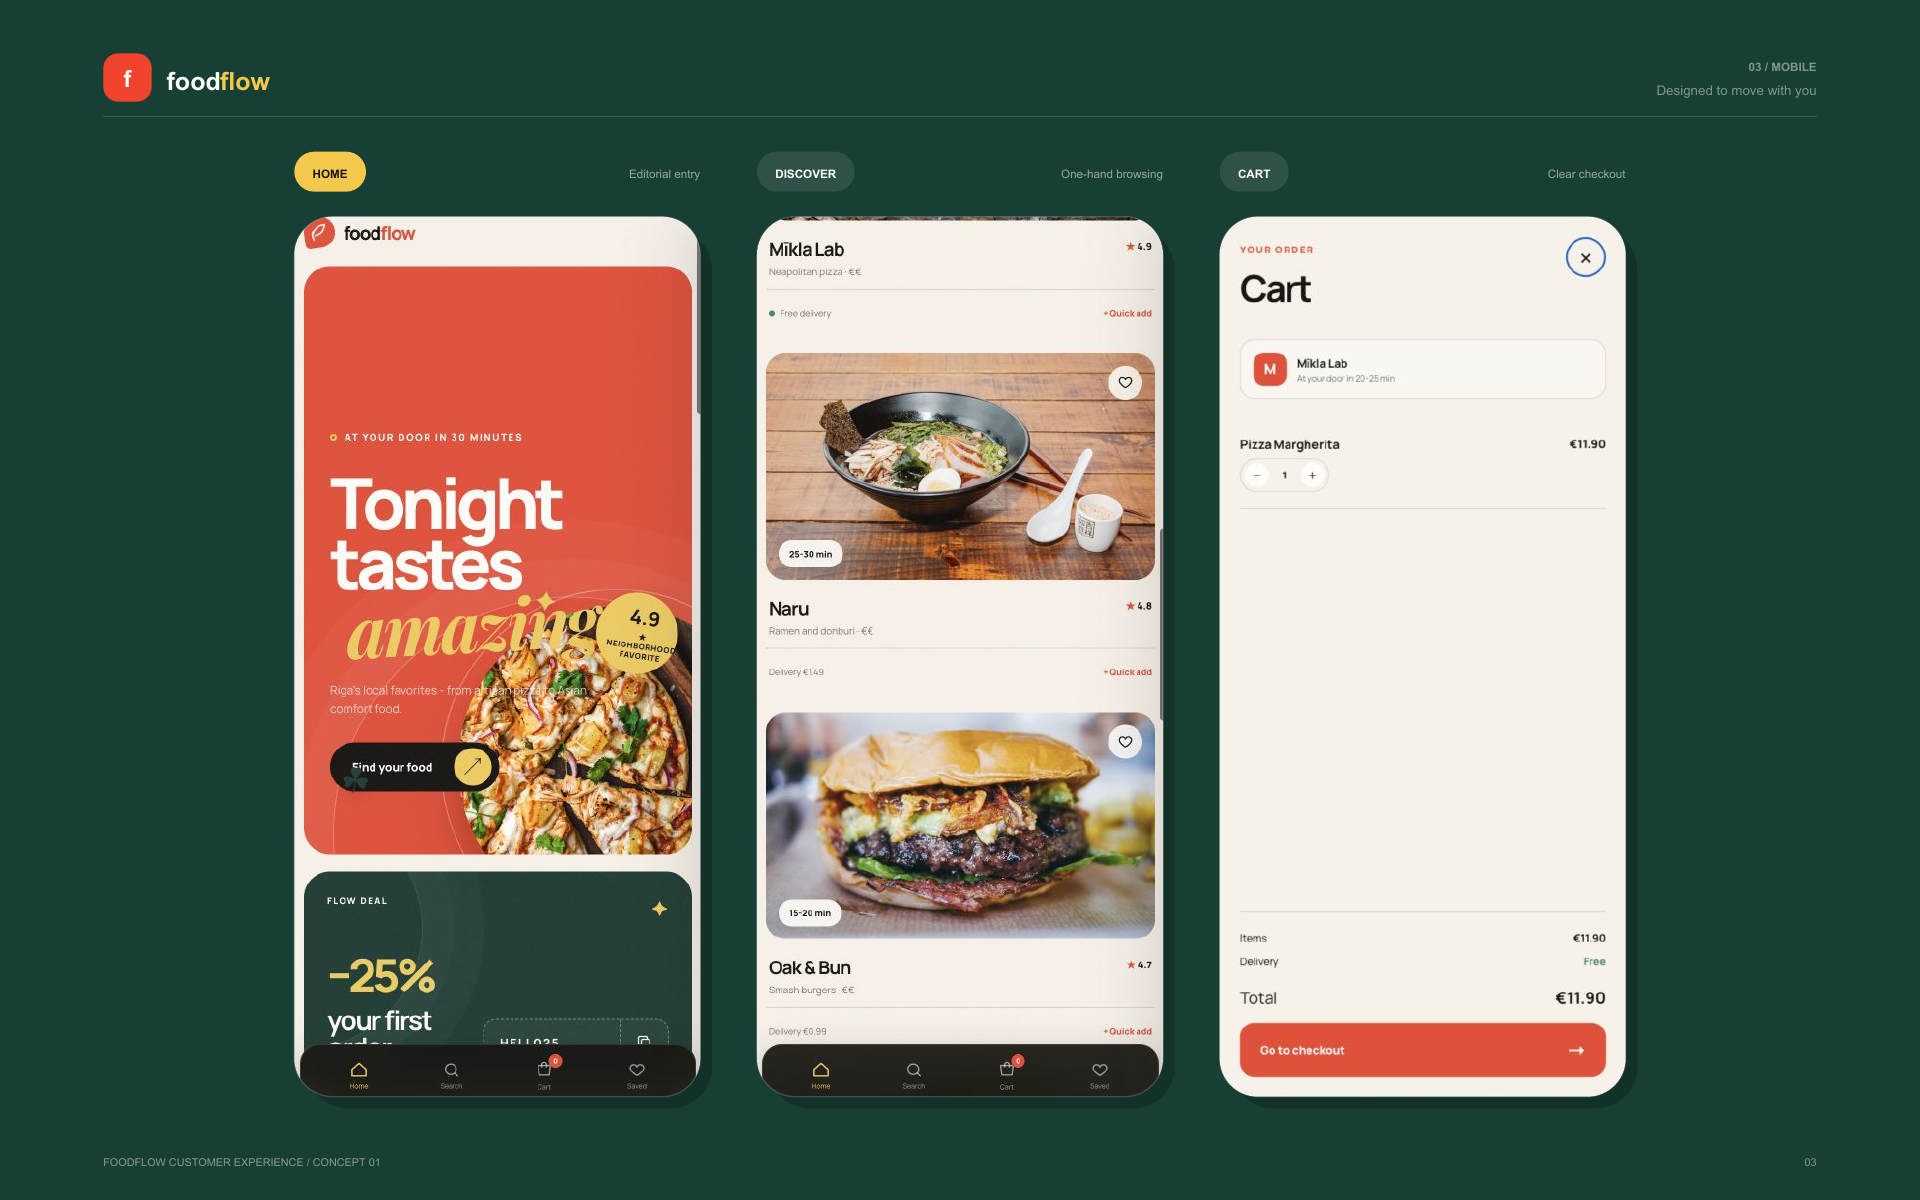 f
foodflow
03 / MOBILE
Designed to move with you
HOME
Editorial entry
DISCOVER
One-hand browsing
CART
Clear checkout
foodflow
AT YOUR DOOR IN 30 MINUTES
Tonight
tastes
amazing
4.9
★
NEIGHBORHOOD
FAVORITE
Riga's local favorites - from artisan pizza to Asian
comfort food.
Find your food
FLOW DEAL
-25%
your first
order
HELLO25
0
Home
Search
Cart
Saved
Mīkla Lab
★ 4.9
Neapolitan pizza · €€
Free delivery
+ Quick add
25-30 min
Naru
★ 4.8
Ramen and donburi · €€
Delivery €1.49
+ Quick add
15-20 min
Oak & Bun
★ 4.7
Smash burgers · €€
Delivery €0.99
+ Quick add
0
Home
Search
Cart
Saved
YOUR ORDER
Cart
M
Mīkla Lab
At your door in 20-25 min
Pizza Margherita
€11.90
− 1 +
Items
€11.90
Delivery
Free
Total
€11.90
Go to checkout →
FOODFLOW CUSTOMER EXPERIENCE / CONCEPT 01
03